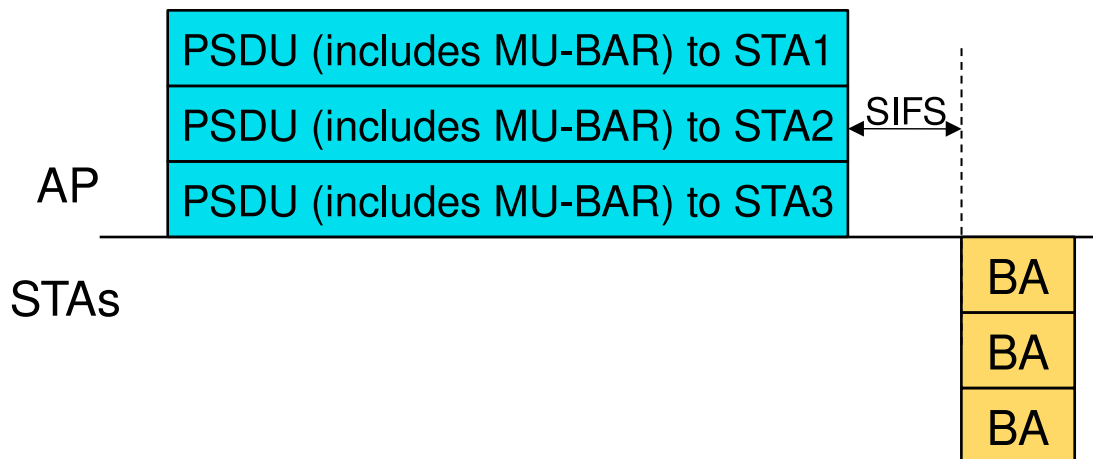 PSDU (includes MU-BAR) to STA1
PSDU (includes MU-BAR) to STA2
SIFS
PSDU (includes MU-BAR) to STA3
AP
STAs
BA
BA
BA